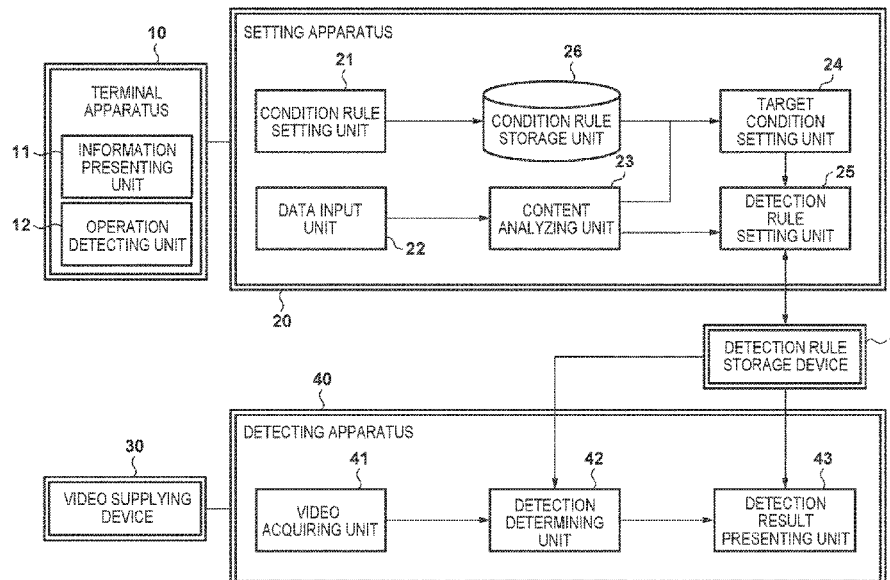 10
TERMINAL
APPARATUS
11
INFORMATION
PRESENTING
UNIT
12
OPERATION
DETECTING UNIT
SETTING APPARATUS
21
CONDITION RULE
SETTING UNIT
26
CONDITION RULE
STORAGE UNIT
24
TARGET
CONDITION
SETTING UNIT
DATA INPUT
UNIT
22
23
CONTENT
ANALYZING UNIT
25
DETECTION
RULE
SETTING UNIT
20
DETECTION RULE
STORAGE DEVICE
30
VIDEO SUPPLYING
DEVICE
40
DETECTING APPARATUS
41
VIDEO
ACQUIRING UNIT
42
DETECTION
DETERMINING
UNIT
43
DETECTION
RESULT
PRESENTING UNIT